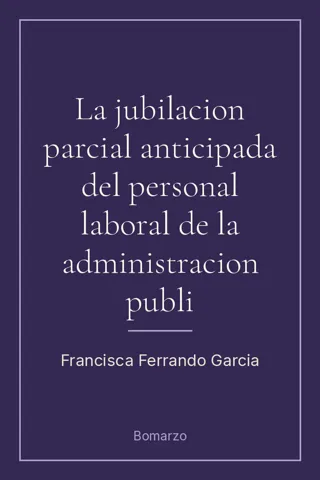 La jubilacion
parcial anticipada
del personal
laboral de la
administracion
publi
Francisca Ferrando Garcia
Bomarzo